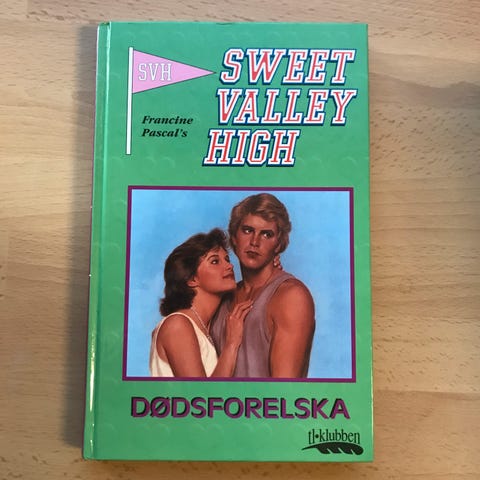 SVH
SWEET
VALLEY
HIGH
Francine
Pascal's
DØDSFORELSKA
tl•klubben